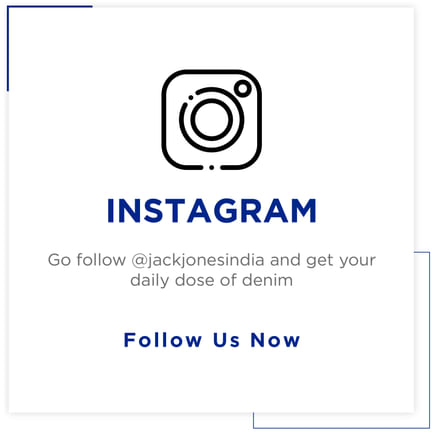 INSTAGRAM
Go follow @jackjonesindia and get your
daily dose of denim
Follow Us Now